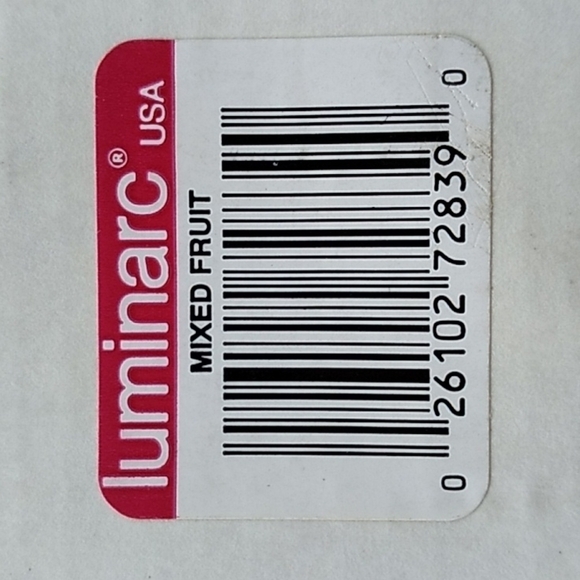 luminarc® USA
MIXED FRUIT
0 26102 72839 0